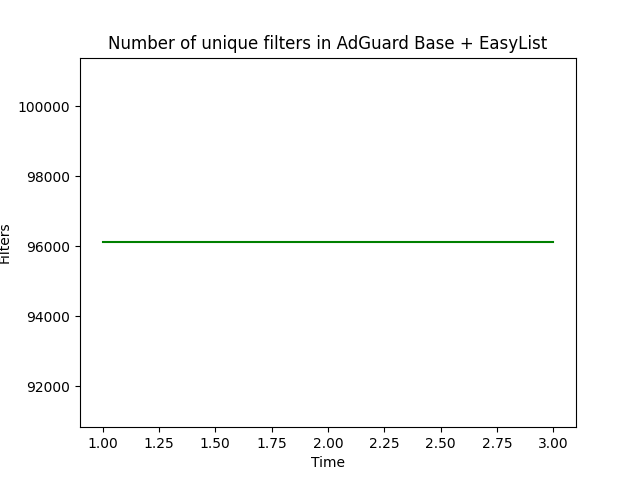 Number of unique filters in AdGuard Base + EasyList
100000
98000
96000
94000
92000
Filters
1.00 1.25 1.50 1.75 2.00 2.25 2.50 2.75 3.00
Time